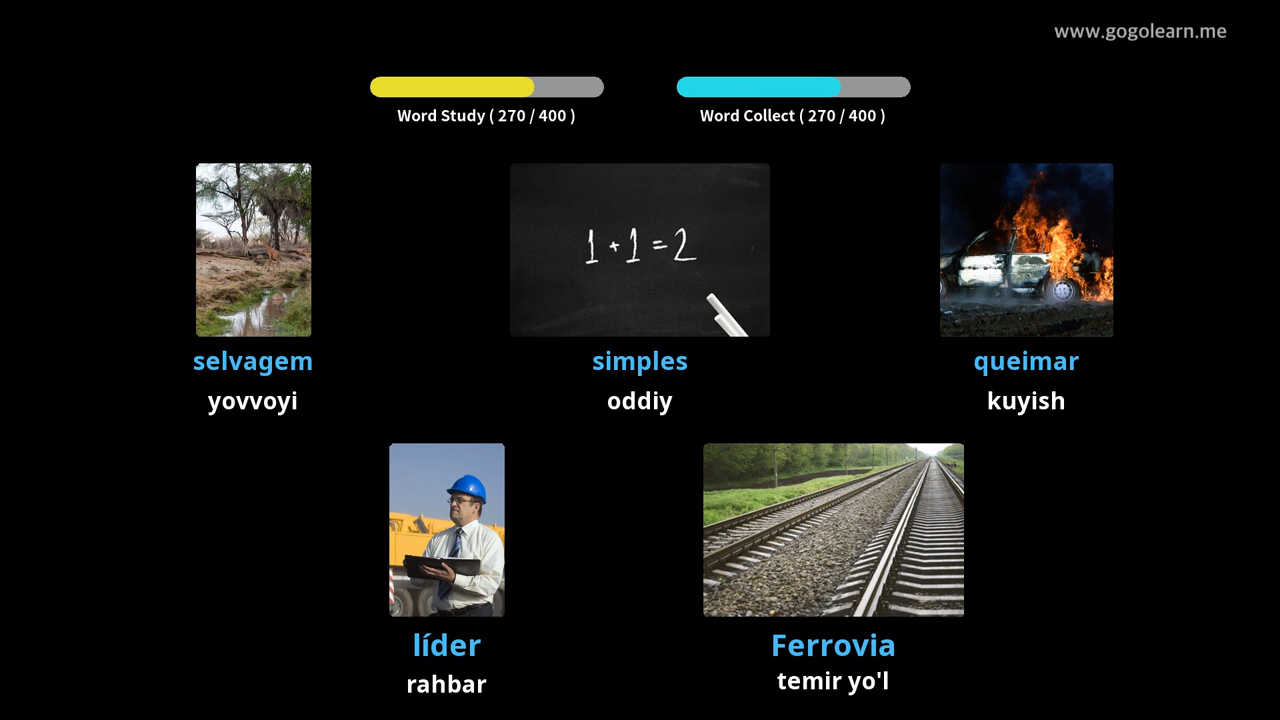 www.gogolearn.me
Word Study ( 270 / 400 )
Word Collect ( 270 / 400 )
1 + 1 = 2
selvagem
simples
queimar
yovvoyi
oddiy
kuyish
líder
Ferrovia
rahbar
temir yo'l